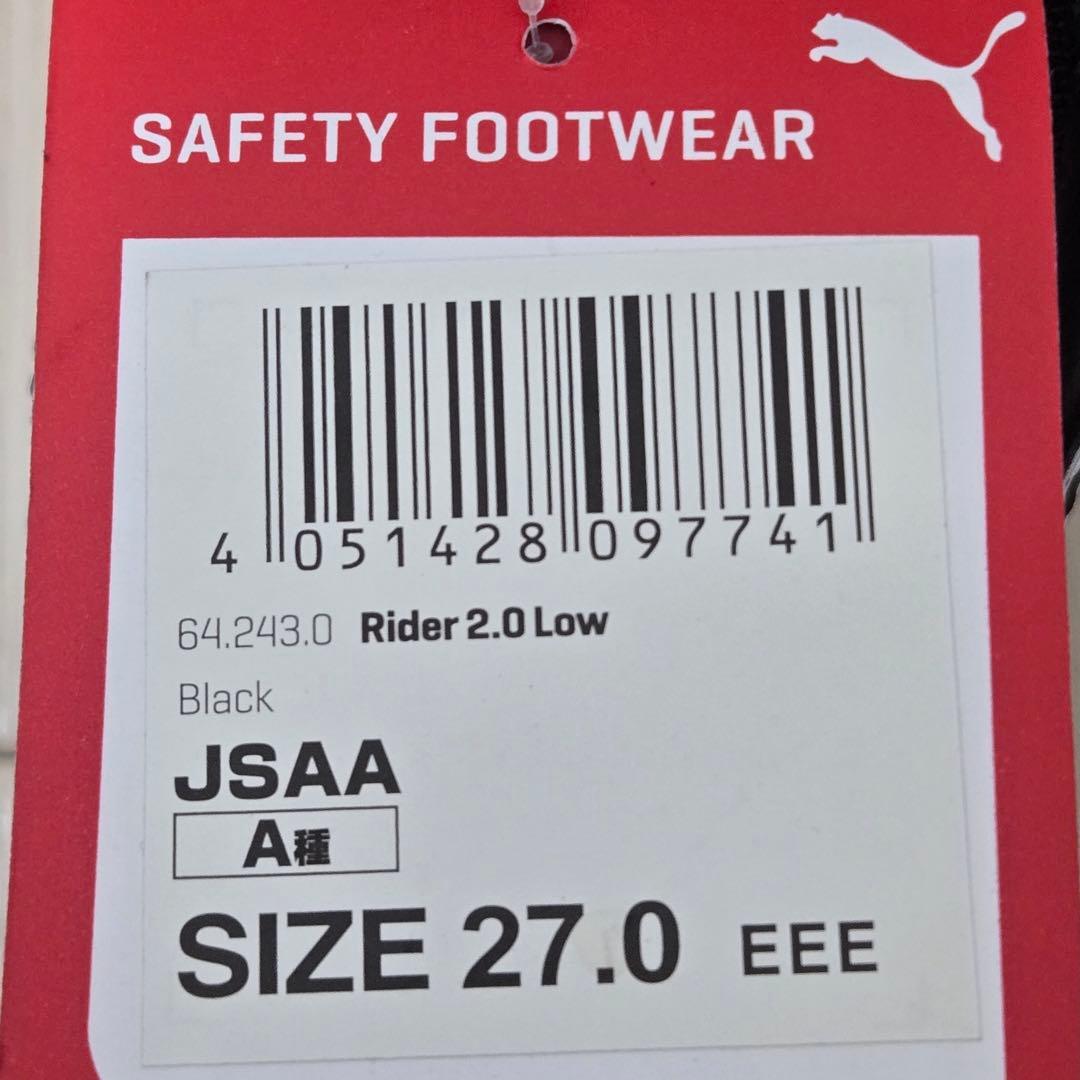 SAFETY FOOTWEAR
4 051428 097741
64.243.0 Rider 2.0 Low
Black
JSAA
A種
SIZE 27.0 EEE